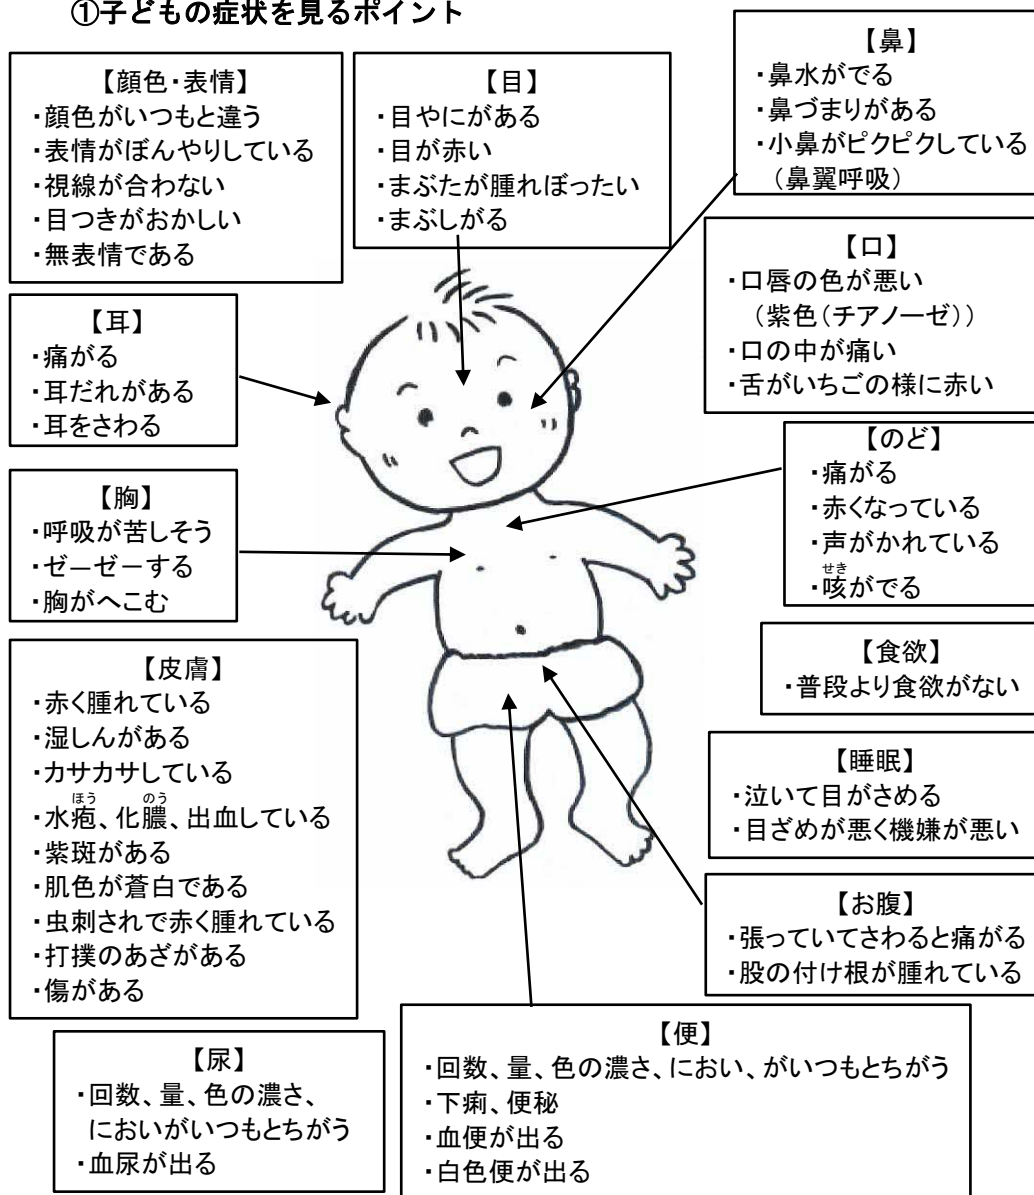 ①子どもの症状を見るポイント
【顔色・表情】
・顔色がいつもと違う
・表情がぼんやりしている
・視線が合わない
・目つきがおかしい
・無表情である
【目】
・目やにがある
・目が赤い
・まぶたが腫れぼったい
・まぶしがる
【鼻】
・鼻水がでる
・鼻づまりがある
・小鼻がピクピクしている
（鼻翼呼吸）
【口】
・口唇の色が悪い
（紫色（チアノーゼ））
・口の中が痛い
・舌がいちごの様に赤い
【耳】
・痛がる
・耳だれがある
・耳をさわる
【のど】
・痛がる
・赤くなっている
・声がかれている
せき
・咳がでる
【胸】
・呼吸が苦しそう
・ゼーゼーする
・胸がへこむ
【食欲】
・普段より食欲がない
【皮膚】
・赤く腫れている
・湿しんがある
・カサカサしている
ほう のう
・水疱、化膿、出血している
・紫斑がある
・肌色が蒼白である
・虫刺されで赤く腫れている
・打撲のあざがある
・傷がある
【睡眠】
・泣いて目がさめる
・目ざめが悪く機嫌が悪い
【お腹】
・張っていてさわると痛がる
・股の付け根が腫れている
【尿】
・回数、量、色の濃さ、
においがいつもとちがう
・血尿が出る
【便】
・回数、量、色の濃さ、におい、がいつもとちがう
・下痢、便秘
・血便が出る
・白色便が出る